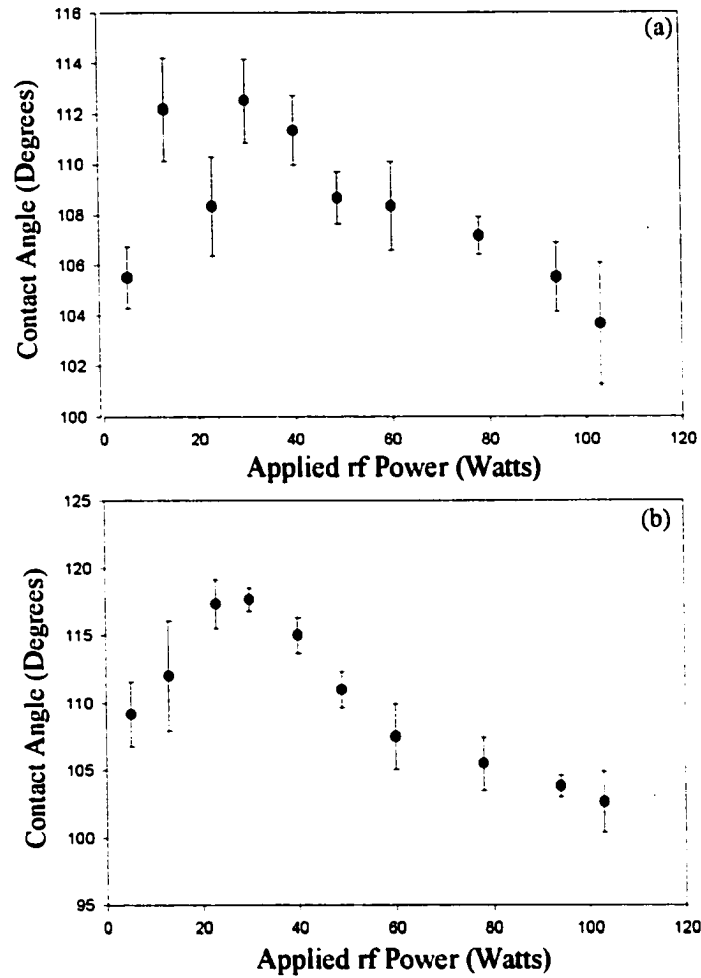 (a)
116
114
112
110
108
106
104
102
100
Contact Angle (Degrees)
0 20 40 60 80 100 120
Applied rf Power (Watts)
(b)
125
120
115
110
105
100
95
Contact Angle (Degrees)
0 20 40 60 80 100 120
Applied rf Power (Watts)